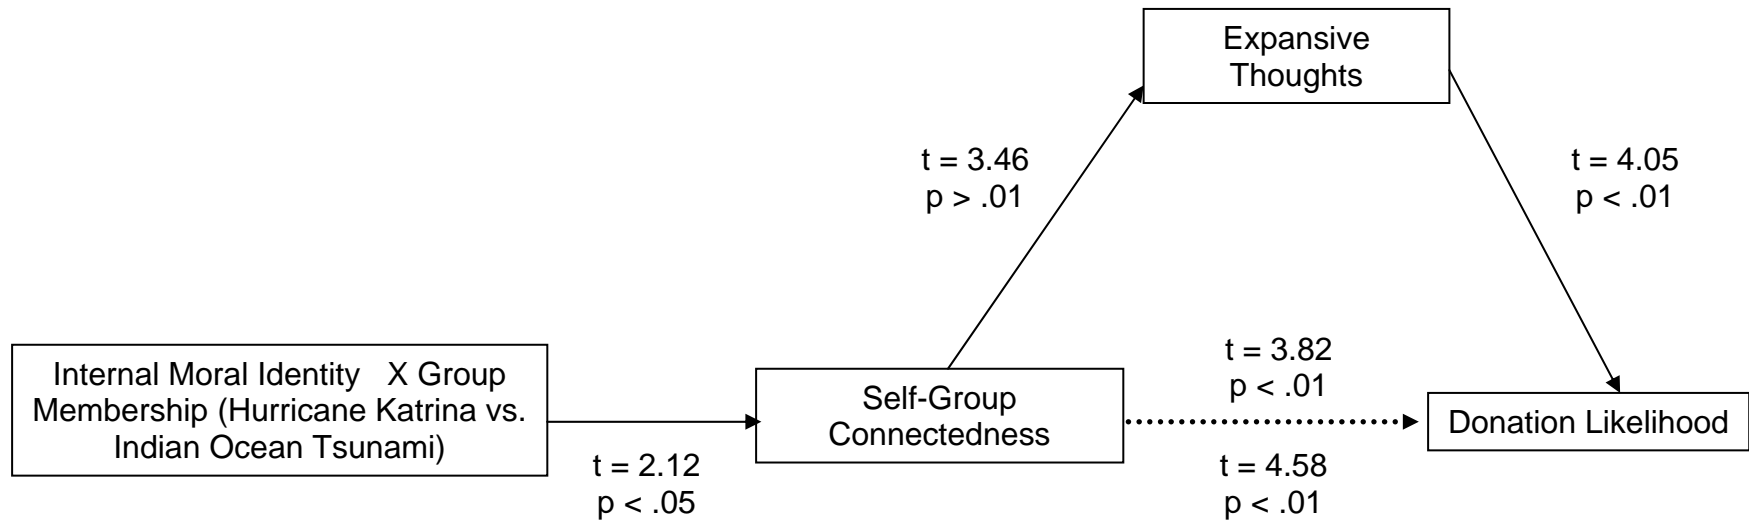 Expansive
Thoughts
t = 3.46
p > .01
t = 4.05
p < .01
Internal Moral Identity X Group
Membership (Hurricane Katrina vs.
Indian Ocean Tsunami)
t = 2.12
p < .05
Self-Group
Connectedness
t = 3.82
p < .01
t = 4.58
p < .01
Donation Likelihood